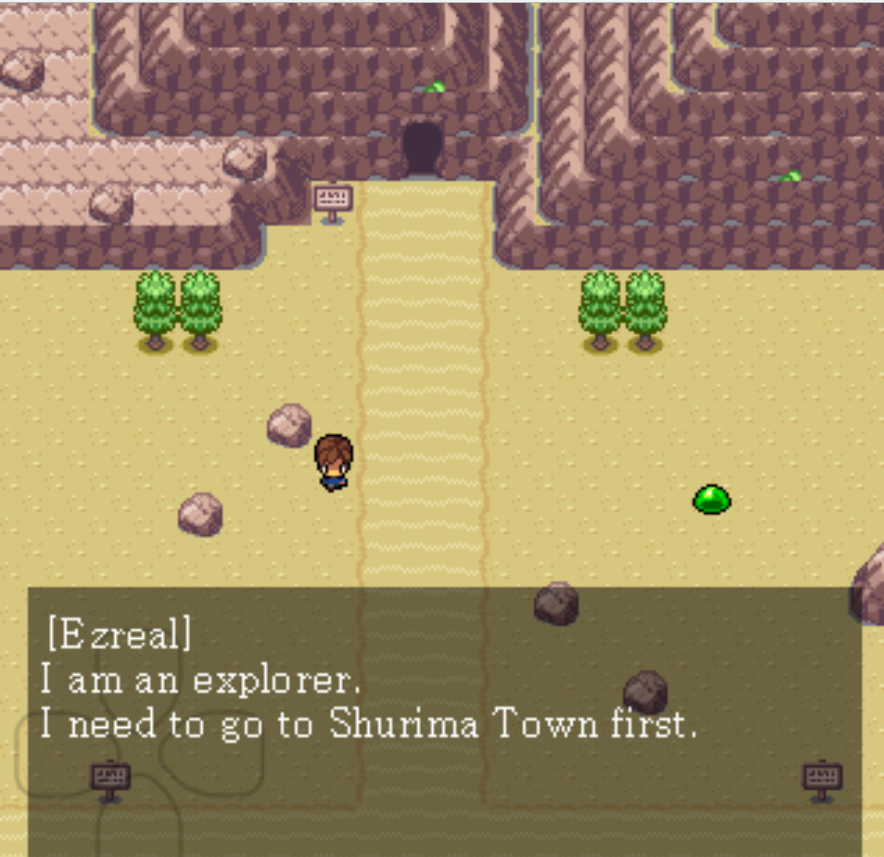 [Ezreal]
I am an explorer.
I need to go to Shurima Town first.